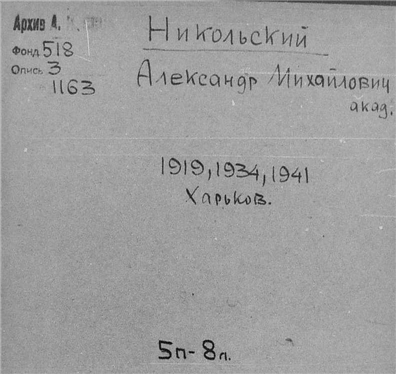 Архив А.
Фонд 518
Опись 3
1163
Никольский
Александр Михайлович
акад.
1919, 1934, 1941
Харьков.
5п- 8л.